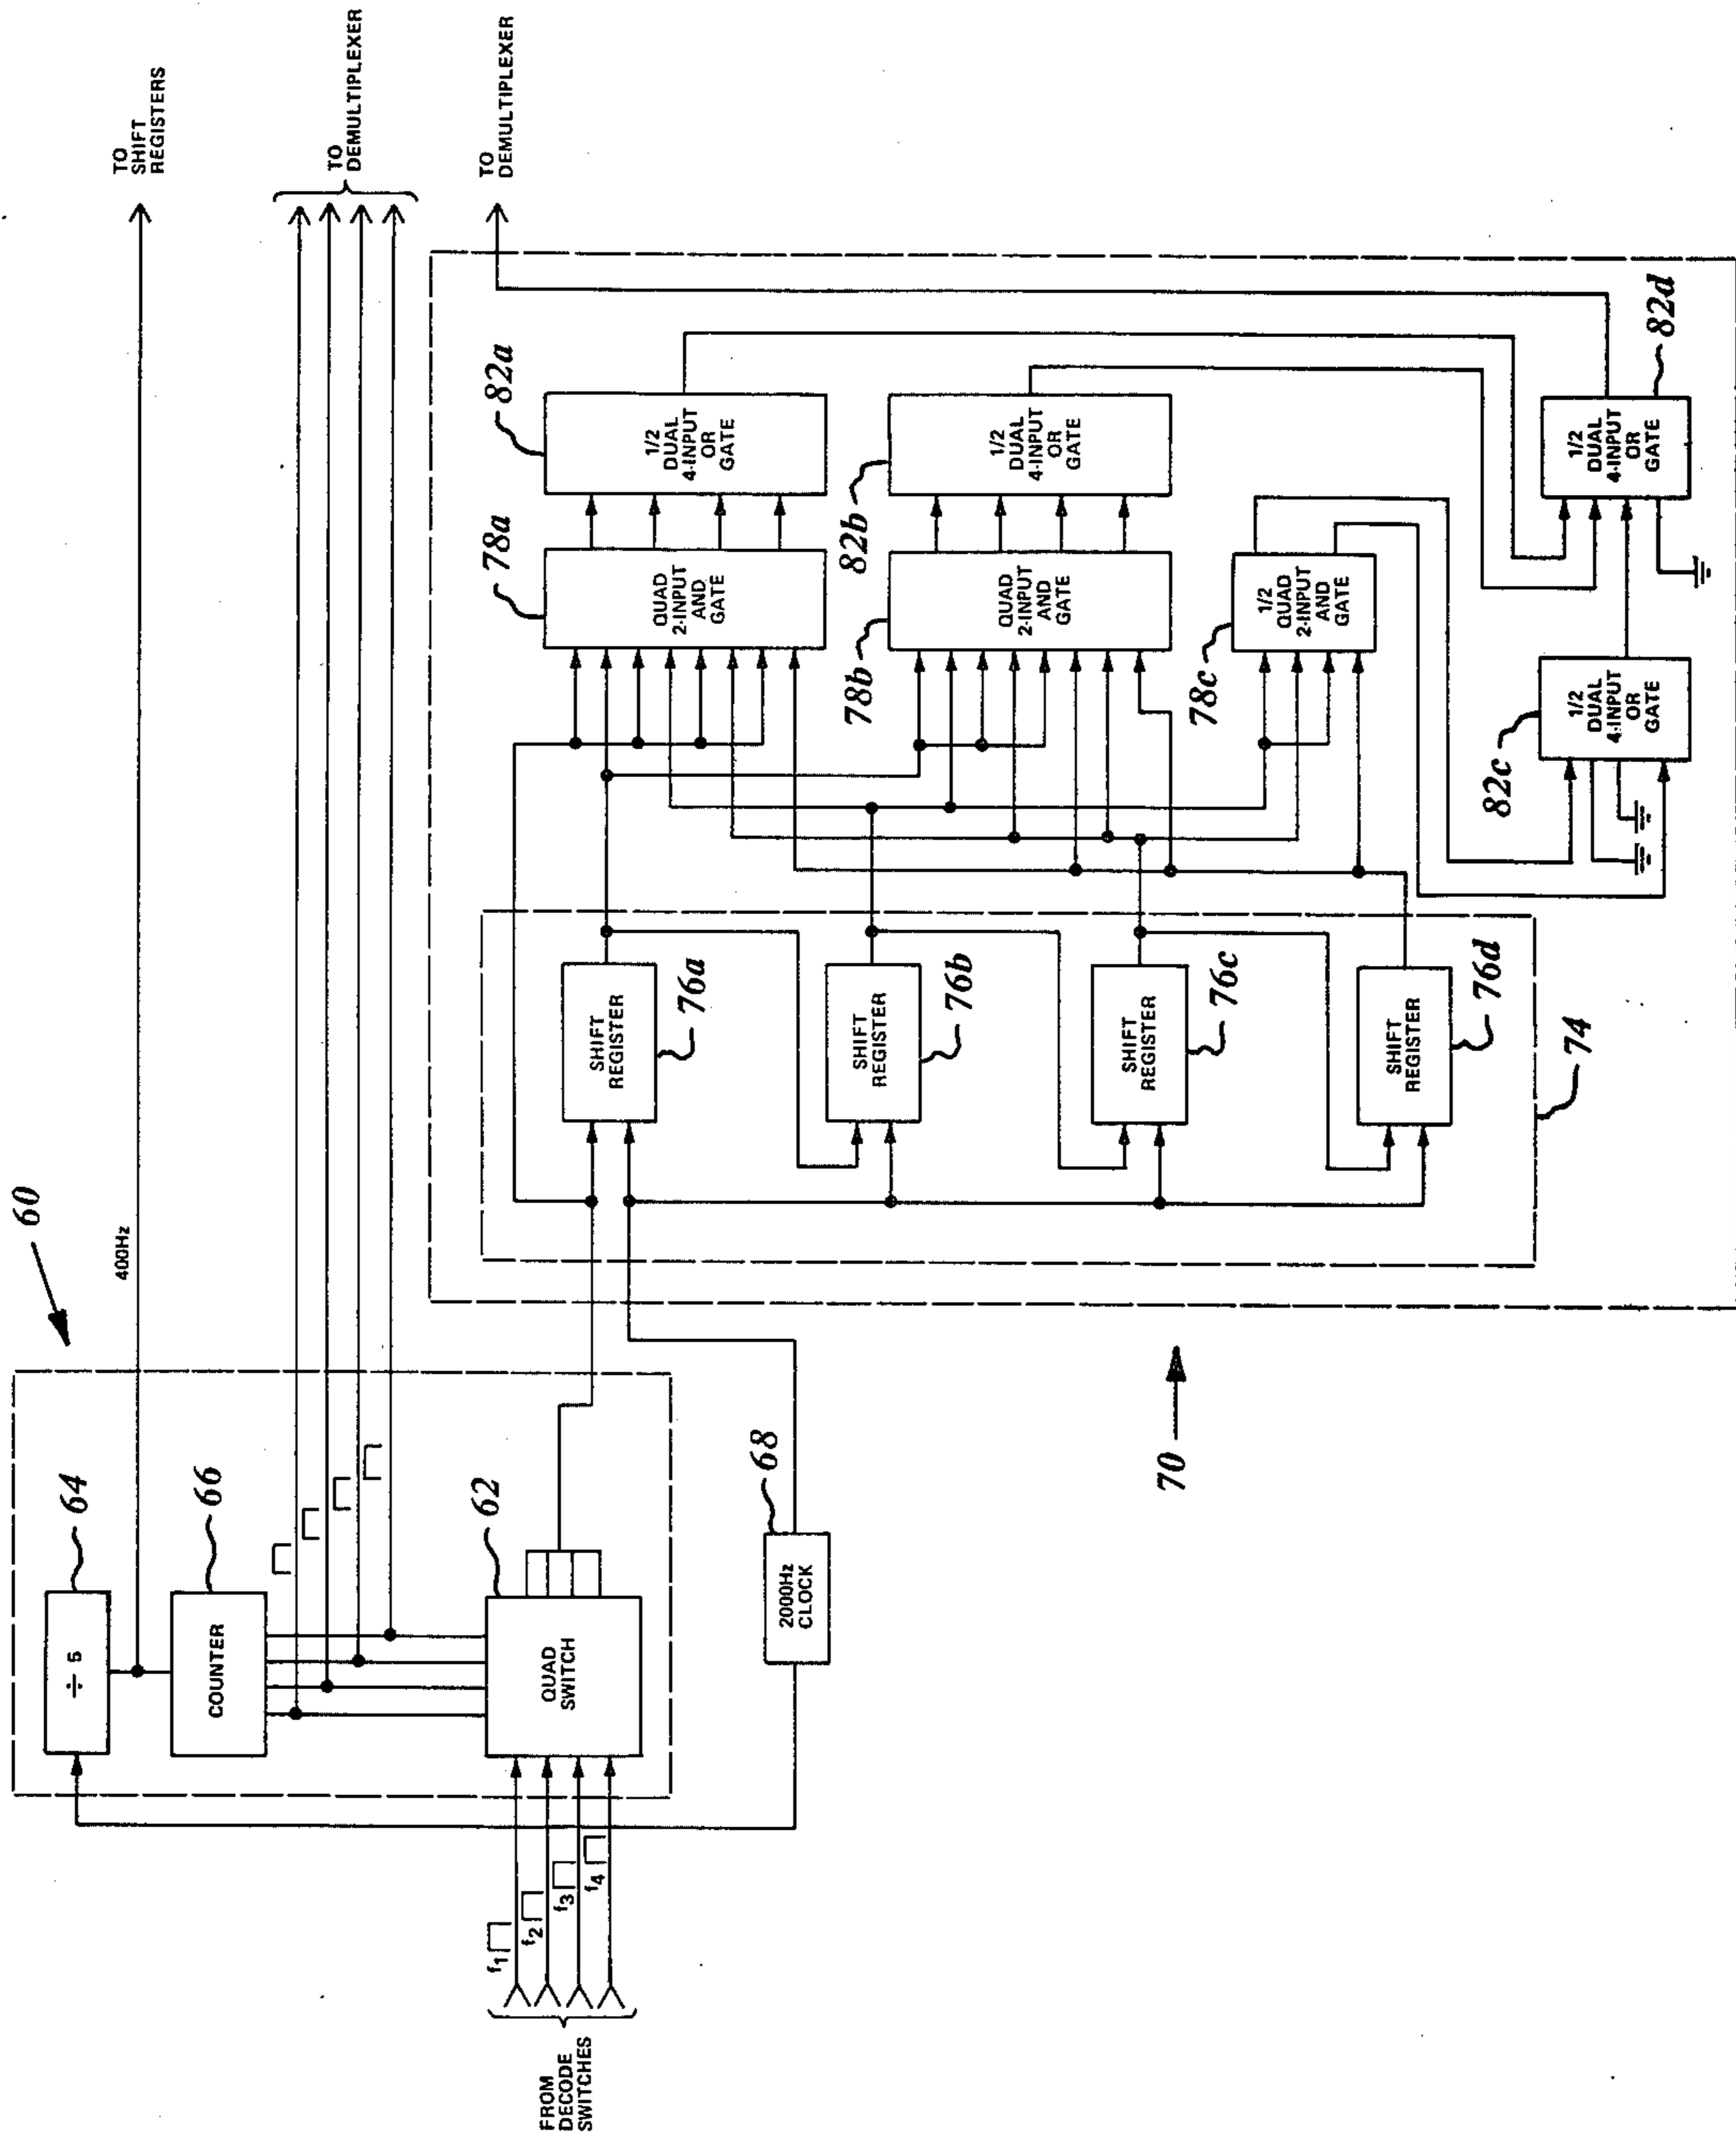 60
400Hz
TO
SHIFT
REGISTERS
64
÷ 5
66
COUNTER
TO
DEMULTIPLEXER
62
QUAD
SWITCH
f1
f2
f3
f4
FROM
DECODE
SWITCHES
68
2000Hz
CLOCK
70
TO
DEMULTIPLEXER
SHIFT
REGISTER
76a
SHIFT
REGISTER
76b
SHIFT
REGISTER
76c
SHIFT
REGISTER
76d
74
78a
QUAD
2-INPUT
AND
GATE
82a
1/2
DUAL
4-INPUT
OR
GATE
78b
QUAD
2-INPUT
AND
GATE
82b
1/2
DUAL
4-INPUT
OR
GATE
78c
1/2
QUAD
2-INPUT
AND
GATE
82c
1/2
DUAL
4-INPUT
OR
GATE
82d
1/2
DUAL
4-INPUT
OR
GATE